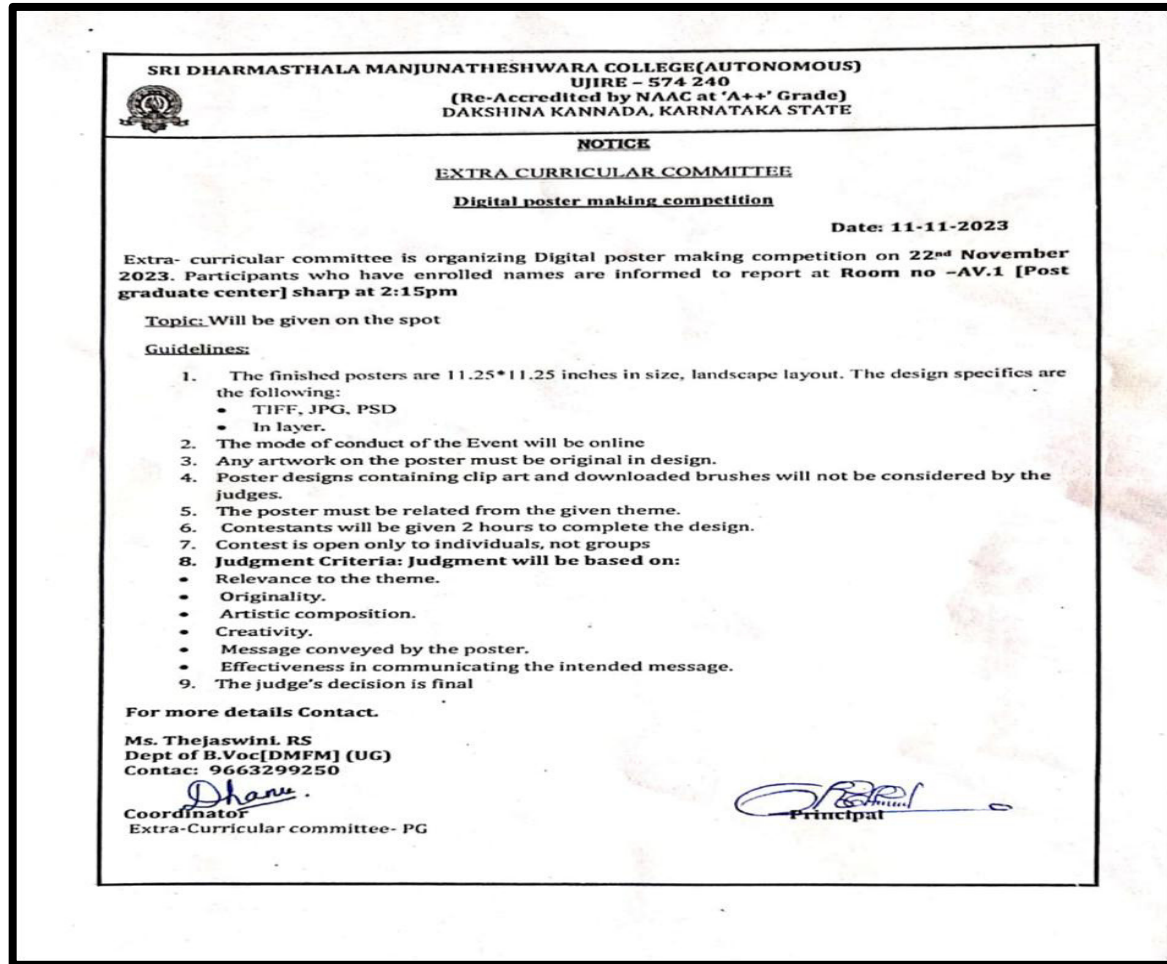 SRI DHARMASTHALA MANJUNATHESHWARA COLLEGE(AUTONOMOUS)
UJIRE – 574 240
(Re-Accredited by NAAC at 'A++' Grade)
DAKSHINA KANNADA, KARNATAKA STATE
NOTICE
EXTRA CURRICULAR COMMITTEE
Digital poster making competition
Date: 11-11-2023
Extra- curricular committee is organizing Digital poster making competition on 22nd November
2023. Participants who have enrolled names are informed to report at Room no –AV.1 [Post
graduate center] sharp at 2:15pm
Topic: Will be given on the spot
Guidelines:
1. The finished posters are 11.25*11.25 inches in size, landscape layout. The design specifics are
the following:
• TIFF, JPG, PSD
• In layer.
2. The mode of conduct of the Event will be online
3. Any artwork on the poster must be original in design.
4. Poster designs containing clip art and downloaded brushes will not be considered by the
judges.
5. The poster must be related from the given theme.
6. Contestants will be given 2 hours to complete the design.
7. Contest is open only to individuals, not groups
8. Judgment Criteria: Judgment will be based on:
• Relevance to the theme.
• Originality.
• Artistic composition.
• Creativity.
• Message conveyed by the poster.
• Effectiveness in communicating the intended message.
9. The judge's decision is final
For more details Contact.
Ms. Thejaswini. RS
Dept of B.Voc[DMFM] (UG)
Contac: 9663299250
Dhanu.
Coordinator
Principal
Extra-Curricular committee- PG